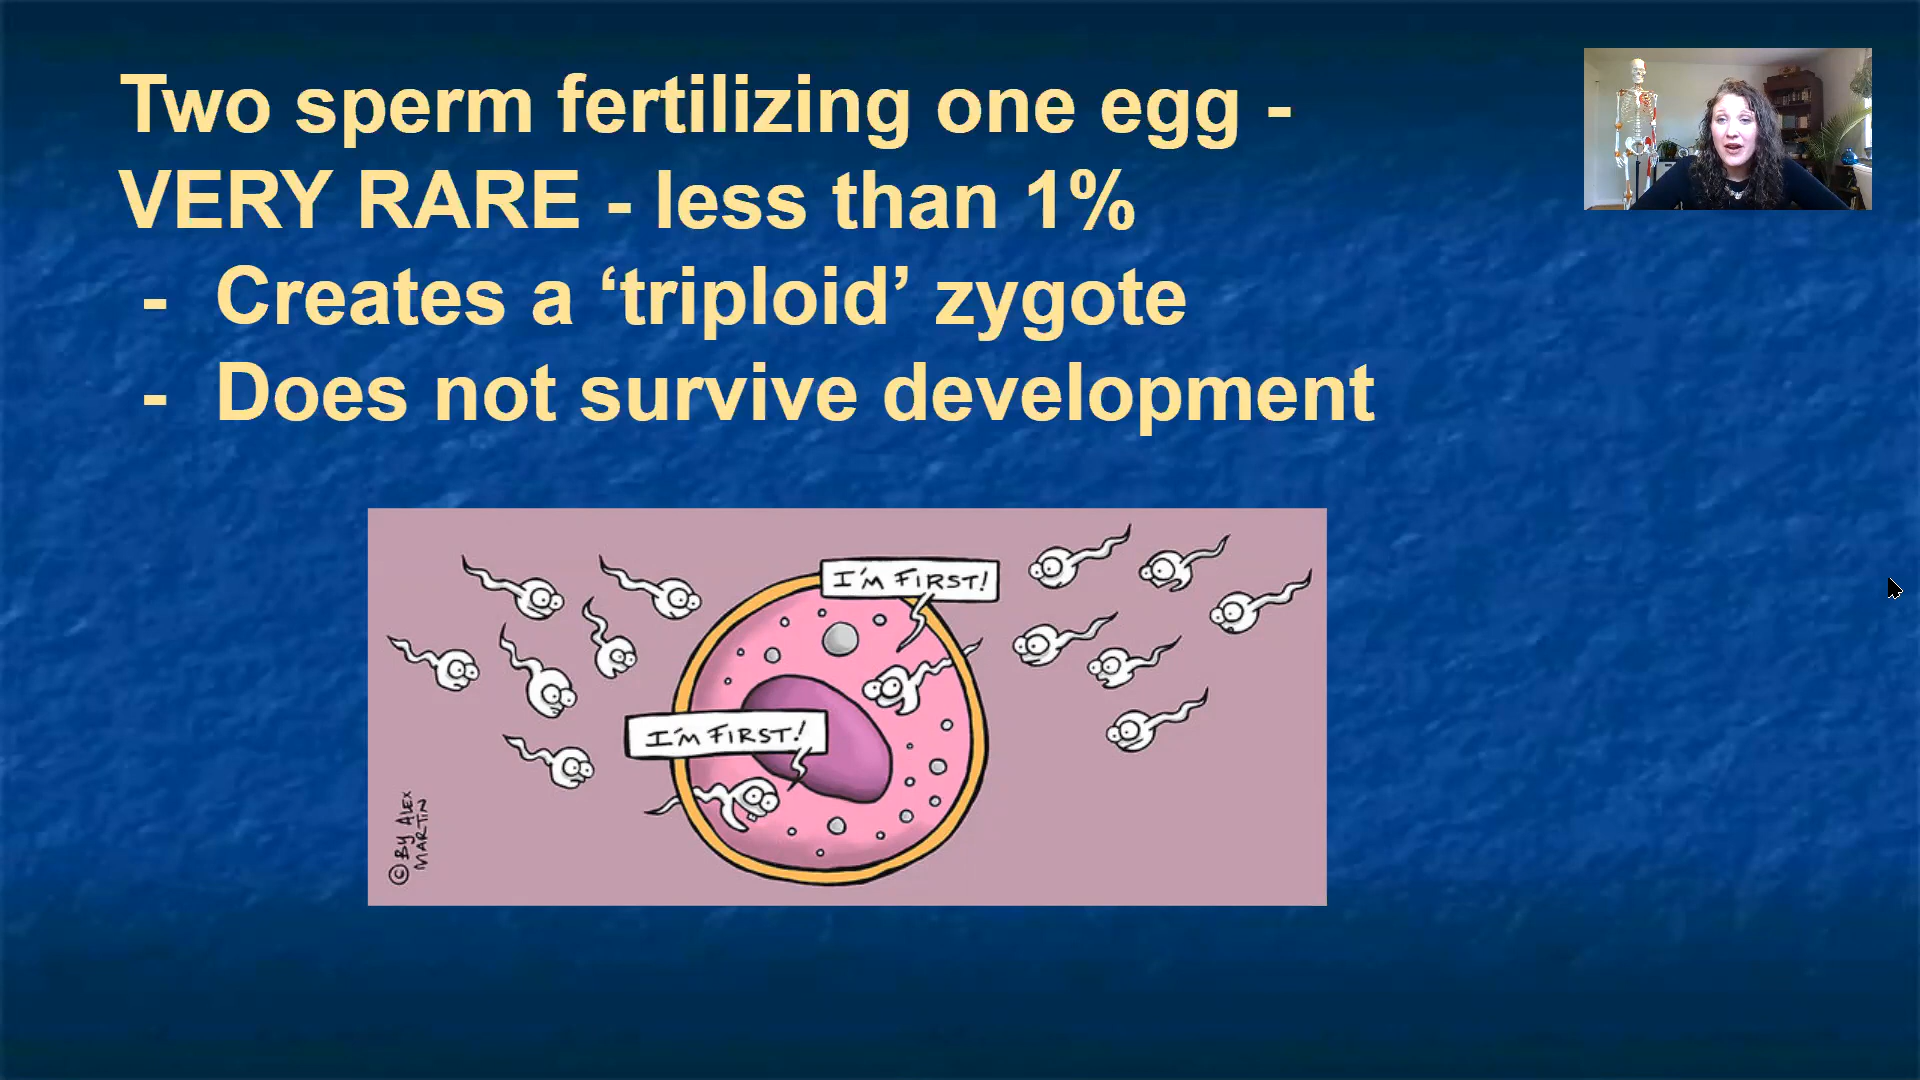 Two sperm fertilizing one egg -
VERY RARE - less than 1%
- Creates a ‘triploid’ zygote
- Does not survive development
I'M FIRST!
I'M FIRST!
© BY ALEX
MARTIN